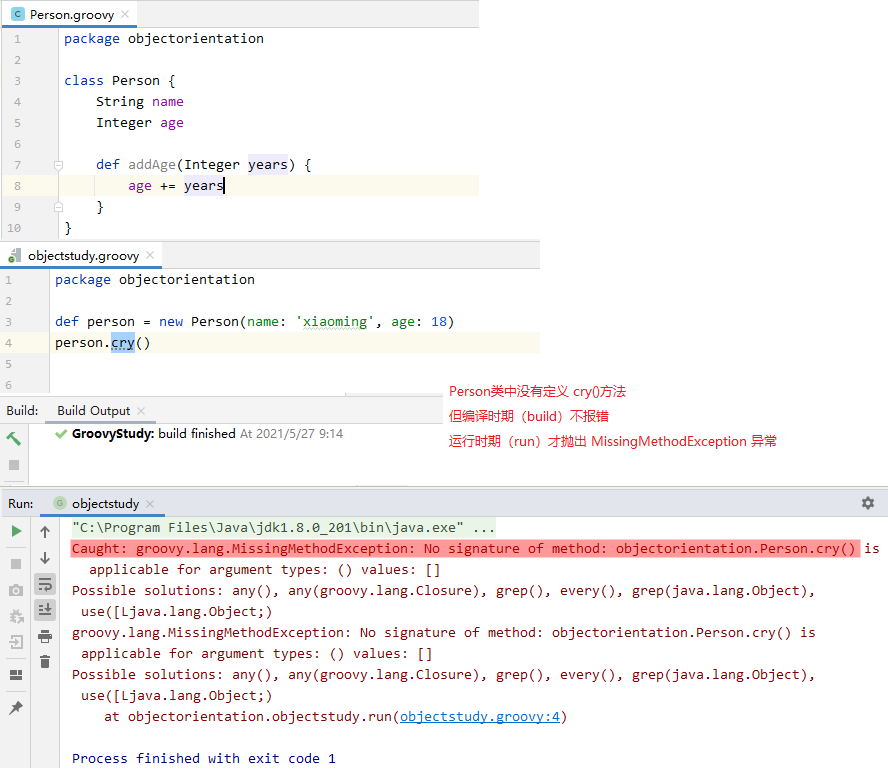 Person.groovy
1 package objectorientation
2
3 class Person {
4 String name
5 Integer age
6
7 def addAge(Integer years) {
8 age += years
9 }
10 }
objectstudy.groovy
1 package objectorientation
2
3 def person = new Person(name: 'xiaoming', age: 18)
4 person.cry()
5
6
Person类中没有定义 cry()方法
但编译时期（build）不报错
运行时期（run）才抛出 MissingMethodException 异常
Build: Build Output
GroovyStudy: build finished At 2021/5/27 9:14
Run: objectstudy
"C:\Program Files\Java\jdk1.8.0_201\bin\java.exe" ...
Caught: groovy.lang.MissingMethodException: No signature of method: objectorientation.Person.cry() is
applicable for argument types: () values: []
Possible solutions: any(), any(groovy.lang.Closure), grep(), every(), grep(java.lang.Object),
use([Ljava.lang.Object;)
groovy.lang.MissingMethodException: No signature of method: objectorientation.Person.cry() is
applicable for argument types: () values: []
Possible solutions: any(), any(groovy.lang.Closure), grep(), every(), grep(java.lang.Object),
use([Ljava.lang.Object;)
at objectorientation.objectstudy.run(objectstudy.groovy:4)
Process finished with exit code 1